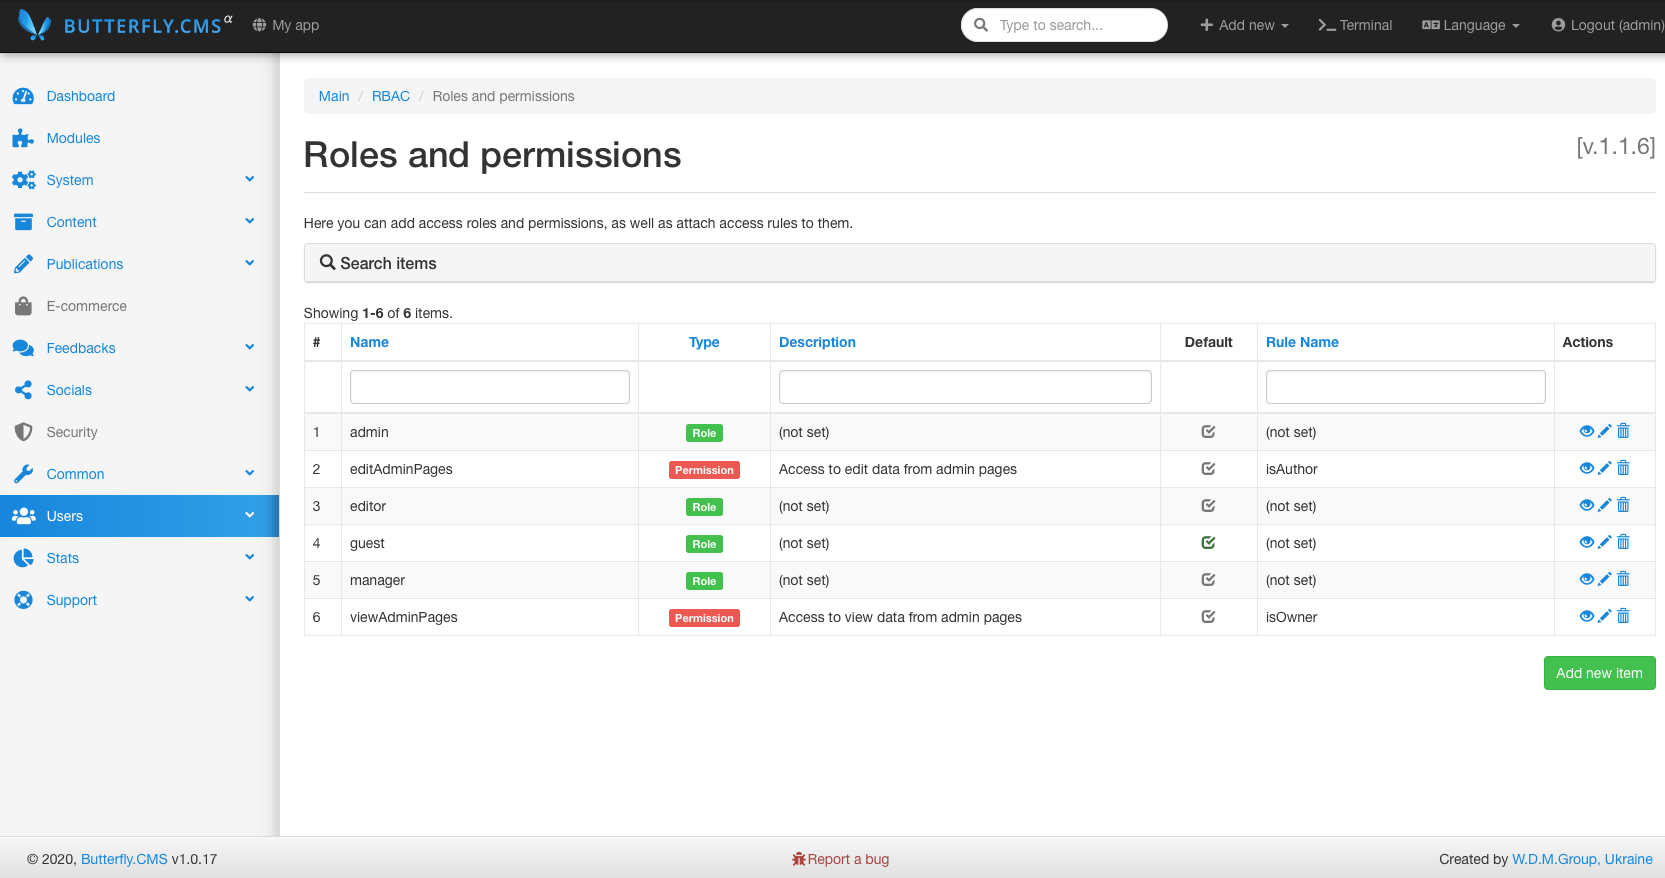 BUTTERFLY.CMS α My app Type to search... Add new Terminal Language Logout (admin)
Dashboard
Modules
System
Content
Publications
E-commerce
Feedbacks
Socials
Security
Common
Users
Stats
Support
Main / RBAC / Roles and permissions
Roles and permissions [v.1.1.6]
Here you can add access roles and permissions, as well as attach access rules to them.
Search items
Showing 1-6 of 6 items.
# Name Type Description Default Rule Name Actions
1 admin Role (not set) (not set)
2 editAdminPages Permission Access to edit data from admin pages isAuthor
3 editor Role (not set) (not set)
4 guest Role (not set) (not set)
5 manager Role (not set) (not set)
6 viewAdminPages Permission Access to view data from admin pages isOwner
Add new item
© 2020, Butterfly.CMS v1.0.17 Report a bug Created by W.D.M.Group, Ukraine